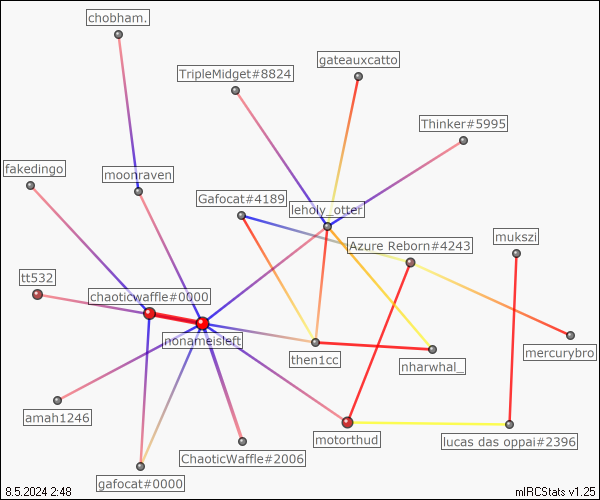 chobham.
gateauxcatto
TripleMidget#8824
Thinker#5995
fakedingo
moonraven
Gafocat#4189
leholy_otter
mukszi
Azure Reborn#4243
tt532
chaoticwaffle#0000
nonameisleft
then1cc
nharwhal_
mercurybro
amah1246
motorthud
lucas das oppai#2396
ChaoticWaffle#2006
gafocat#0000
8.5.2024 2:48
mIRCStats v1.25